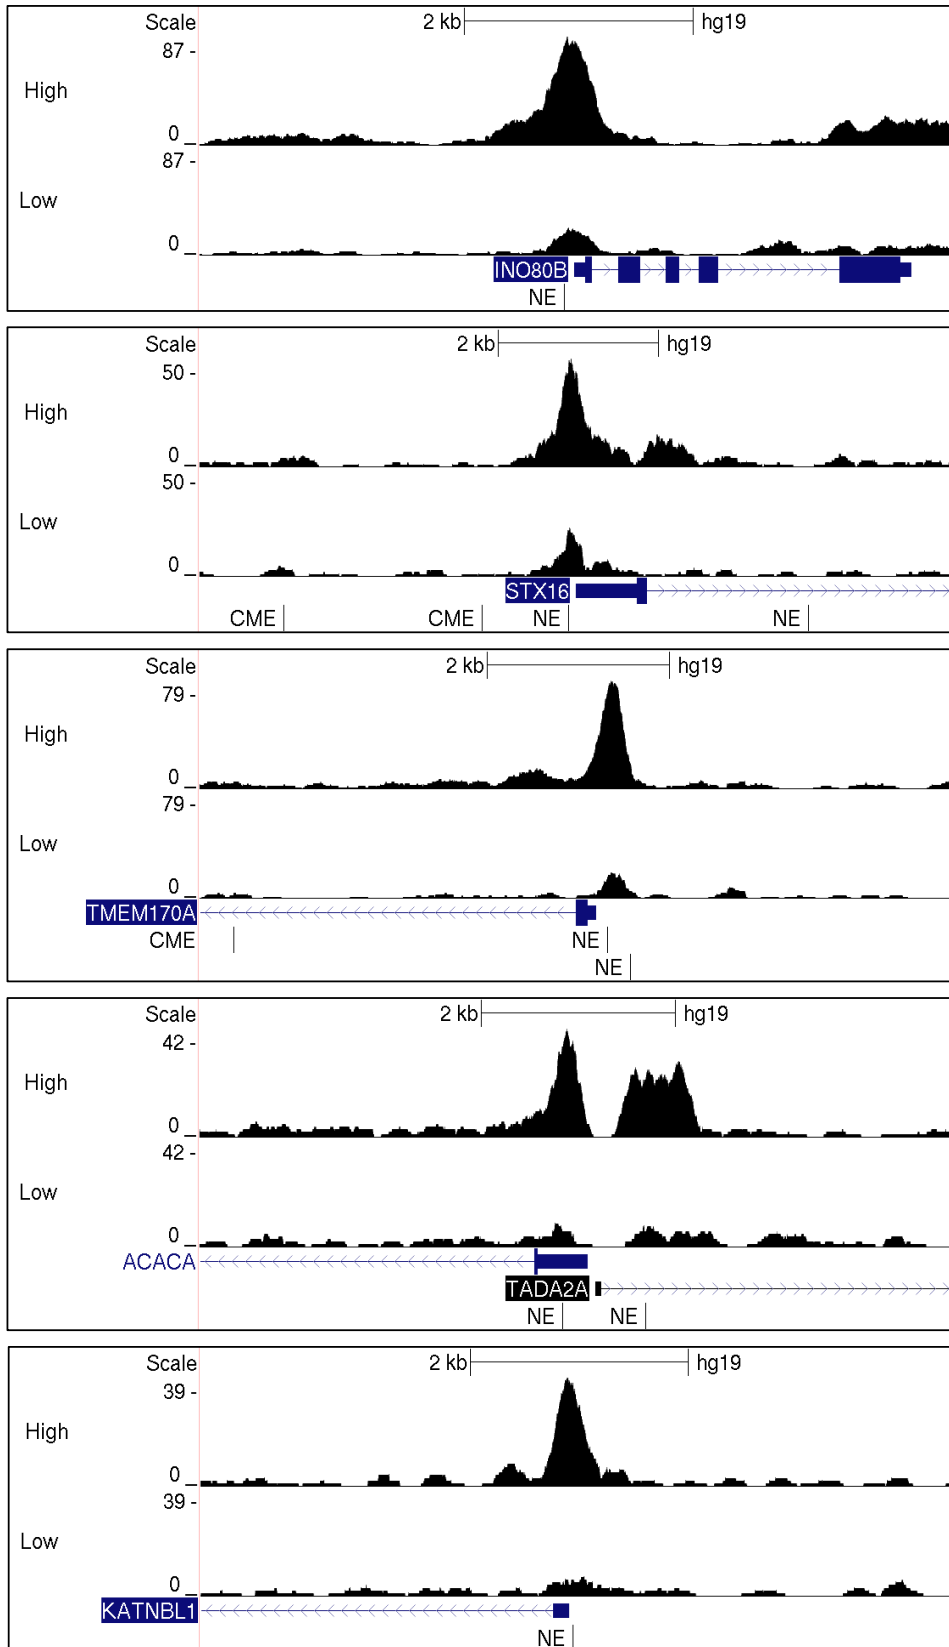 Scale 2 kb hg19
87 -
High
0
87 -
Low
0
INO80B
NE
Scale 2 kb hg19
50 -
High
0
50 -
Low
0
STX16
CME CME NE NE
Scale 2 kb hg19
79 -
High
0
79 -
Low
0
TMEM170A
CME NE
NE
Scale 2 kb hg19
42 -
High
0
42 -
Low
0
ACACA
TADA2A
NE NE
Scale 2 kb hg19
39 -
High
0
39 -
Low
0
KATNBL1
NE